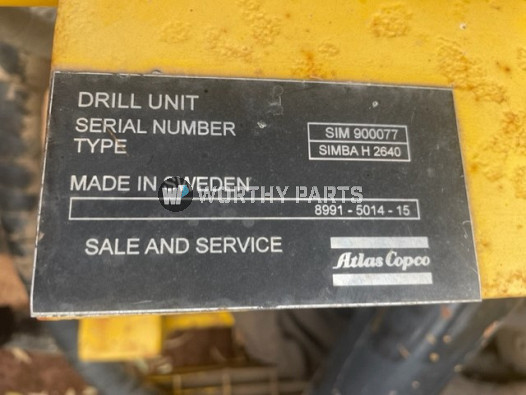 DRILL UNIT
SERIAL NUMBER SIM 900077
TYPE SIMBA H 2640
MADE IN SWEDEN
WORTHY PARTS
8991 - 5014 - 15
SALE AND SERVICE
Atlas Copco